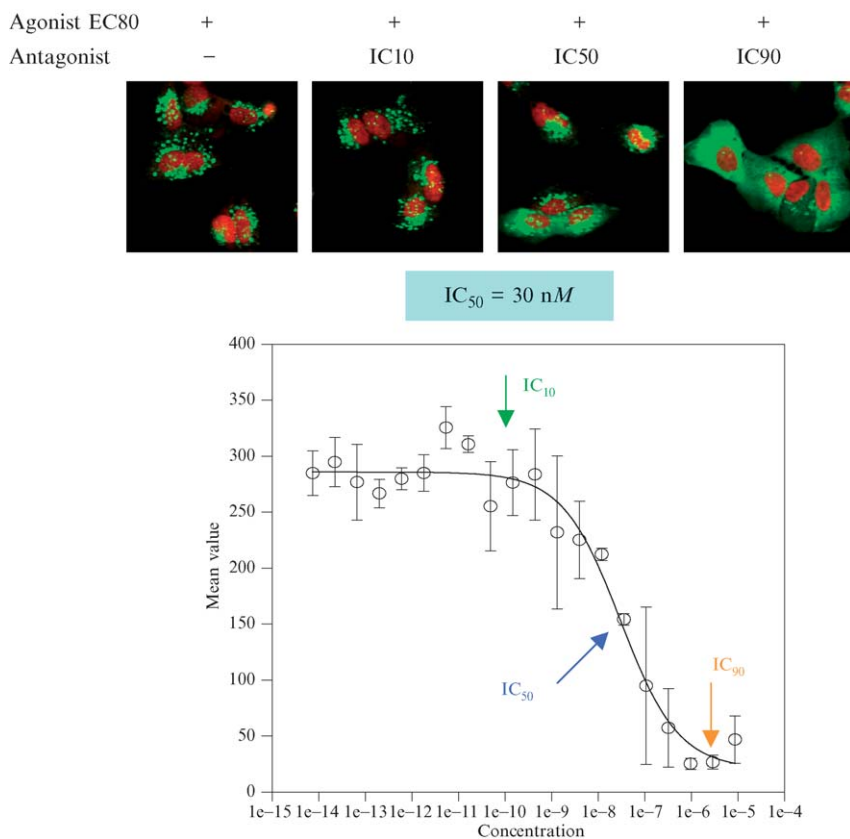 Agonist EC80 + + + +
Antagonist − IC10 IC50 IC90
IC50 = 30 nM
400
350
300
250
200
150
100
50
0
Mean value
IC10
IC50
IC90
1e−15 1e−14 1e−13 1e−12 1e−11 1e−10 1e−9 1e−8 1e−7 1e−6 1e−5 1e−4
Concentration